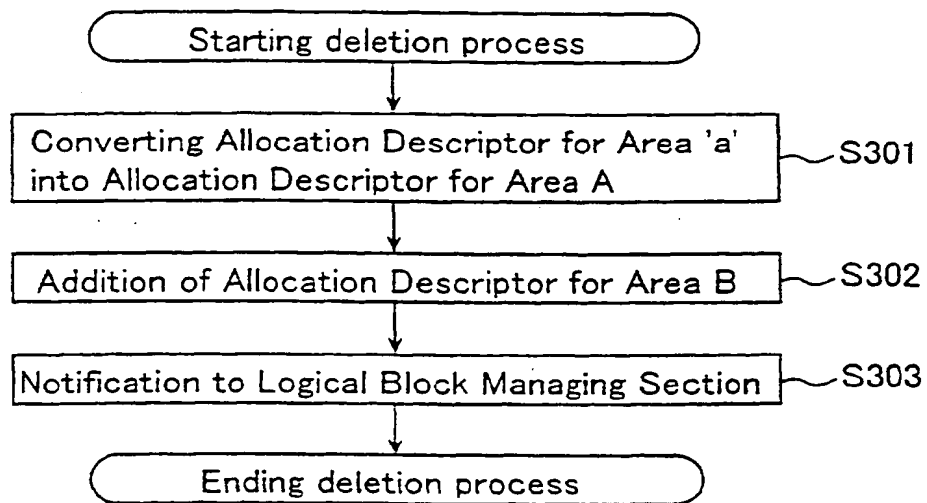 Starting deletion process
Converting Allocation Descriptor for Area 'a'
into Allocation Descriptor for Area A
S301
Addition of Allocation Descriptor for Area B
S302
Notification to Logical Block Managing Section
S303
Ending deletion process